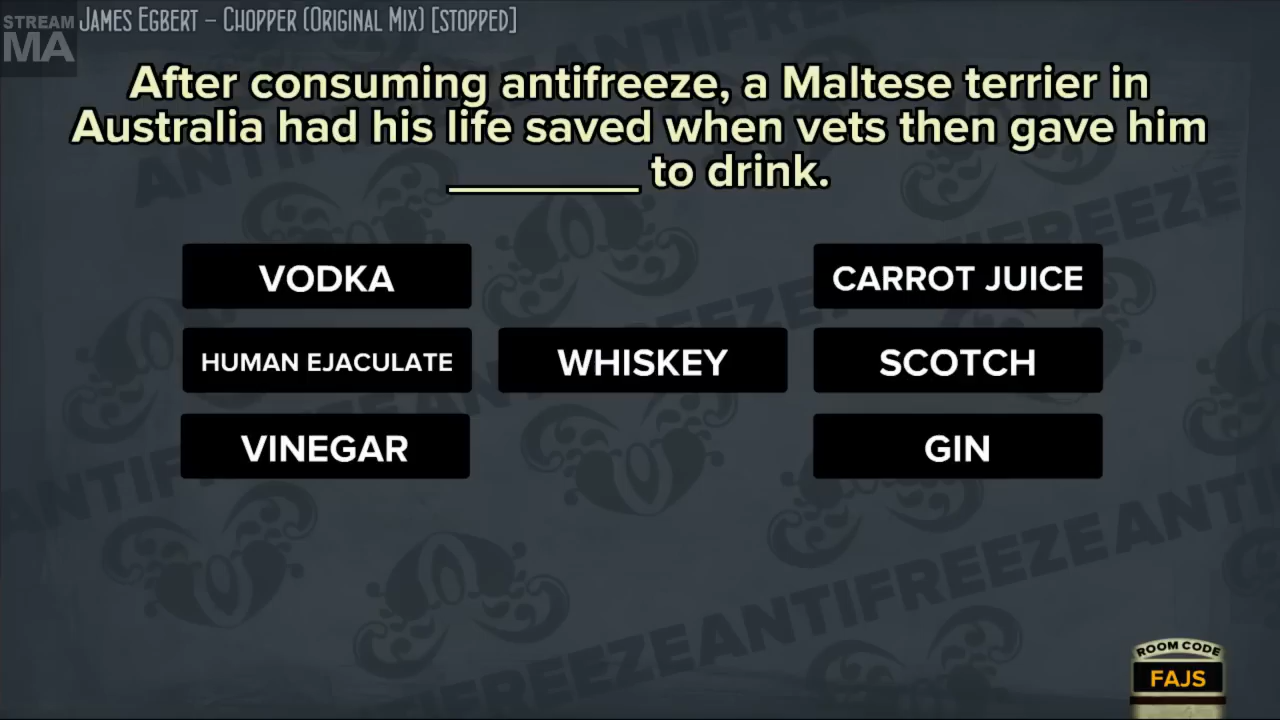 STREAM
MA
JAMES EGBERT – CHOPPER (ORIGINAL MIX) [STOPPED]
After consuming antifreeze, a Maltese terrier in
Australia had his life saved when vets then gave him
________ to drink.
VODKA
CARROT JUICE
HUMAN EJACULATE
WHISKEY
SCOTCH
VINEGAR
GIN
ANTIFREEZEANTIFREEZE
ROOM CODE
FAJS